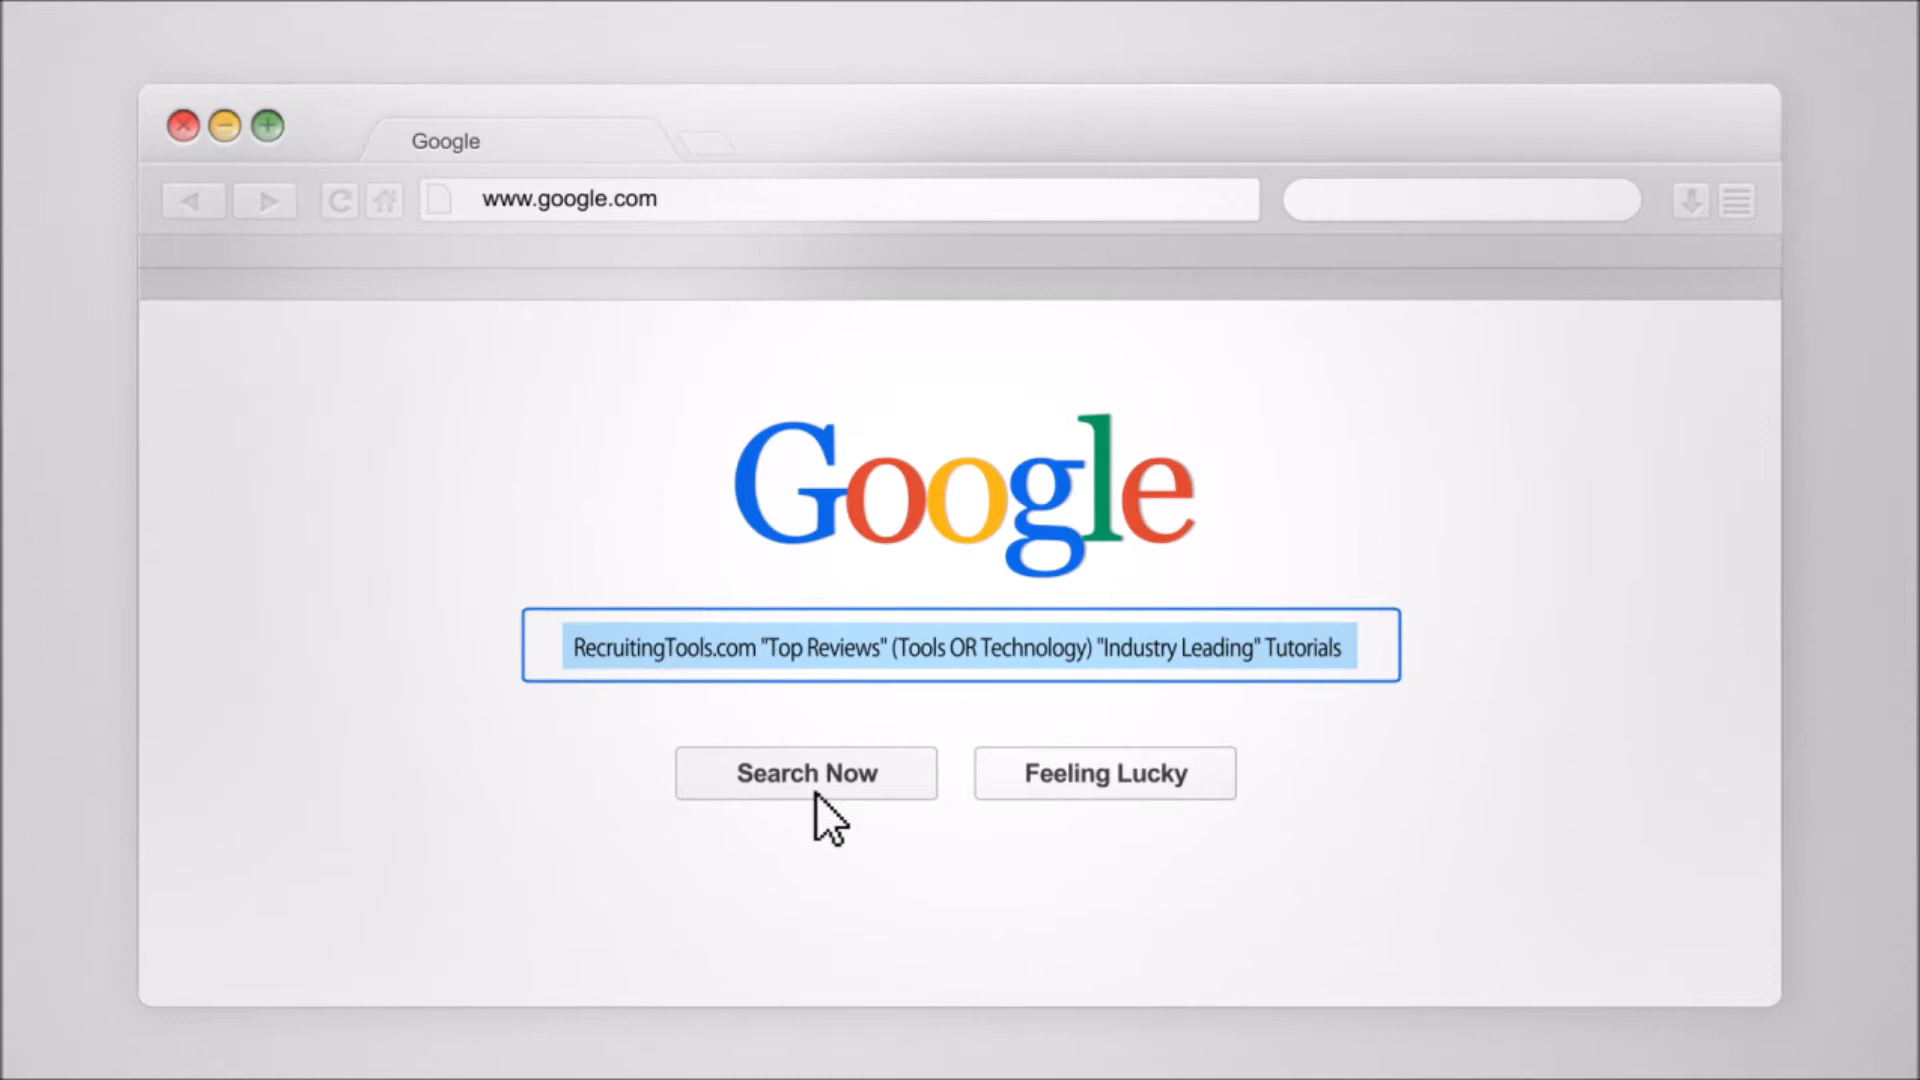 Google
www.google.com
Google
RecruitingTools.com "Top Reviews" (Tools OR Technology) "Industry Leading" Tutorials
Search Now
Feeling Lucky